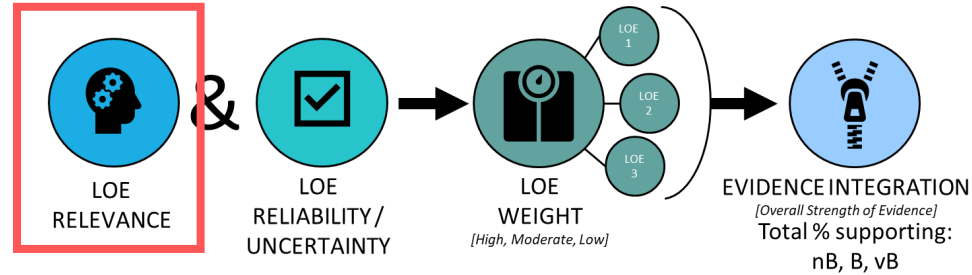 &
LOE
RELEVANCE
LOE
RELIABILITY/
UNCERTAINTY
LOE
WEIGHT
[High, Moderate, Low]
LOE
1
LOE
2
LOE
3
EVIDENCE INTEGRATION
[Overall Strength of Evidence]
Total % supporting:
nB, B, vB